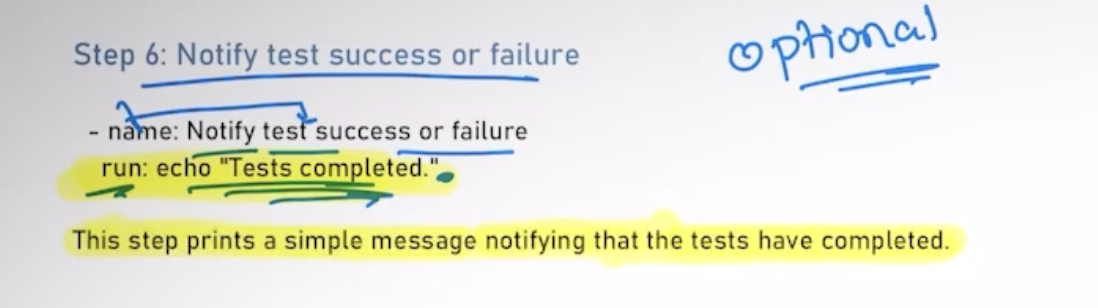 Step 6: Notify test success or failure
optional
- name: Notify test success or failure
run: echo "Tests completed."
This step prints a simple message notifying that the tests have completed.